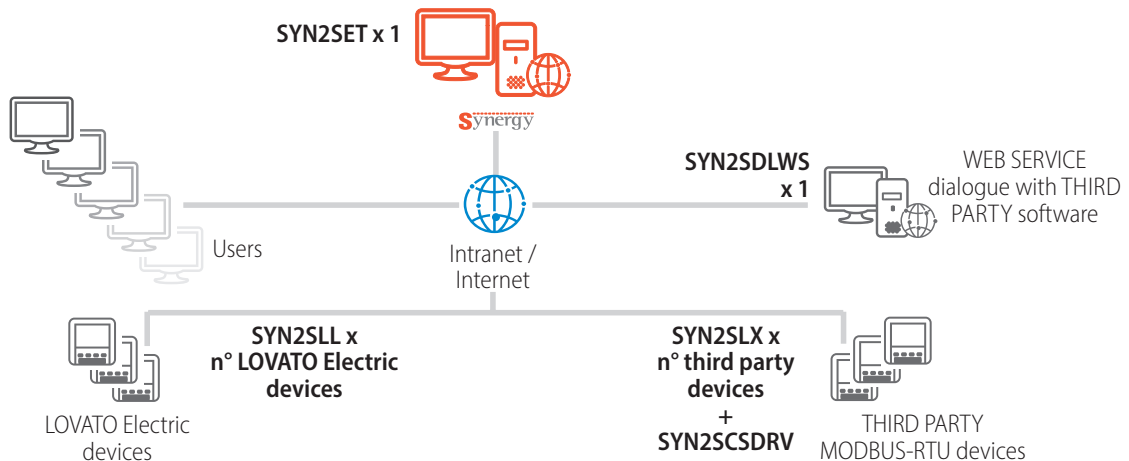 SYN2SET x 1
Synergy
SYN2SDLWS
x 1
WEB SERVICE
dialogue with THIRD
PARTY software
Users
Intranet /
Internet
SYN2SLL x
n° LOVATO Electric
devices
SYN2SLX x
n° third party
devices
+
SYN2SCSDRV
LOVATO Electric
devices
THIRD PARTY
MODBUS-RTU devices